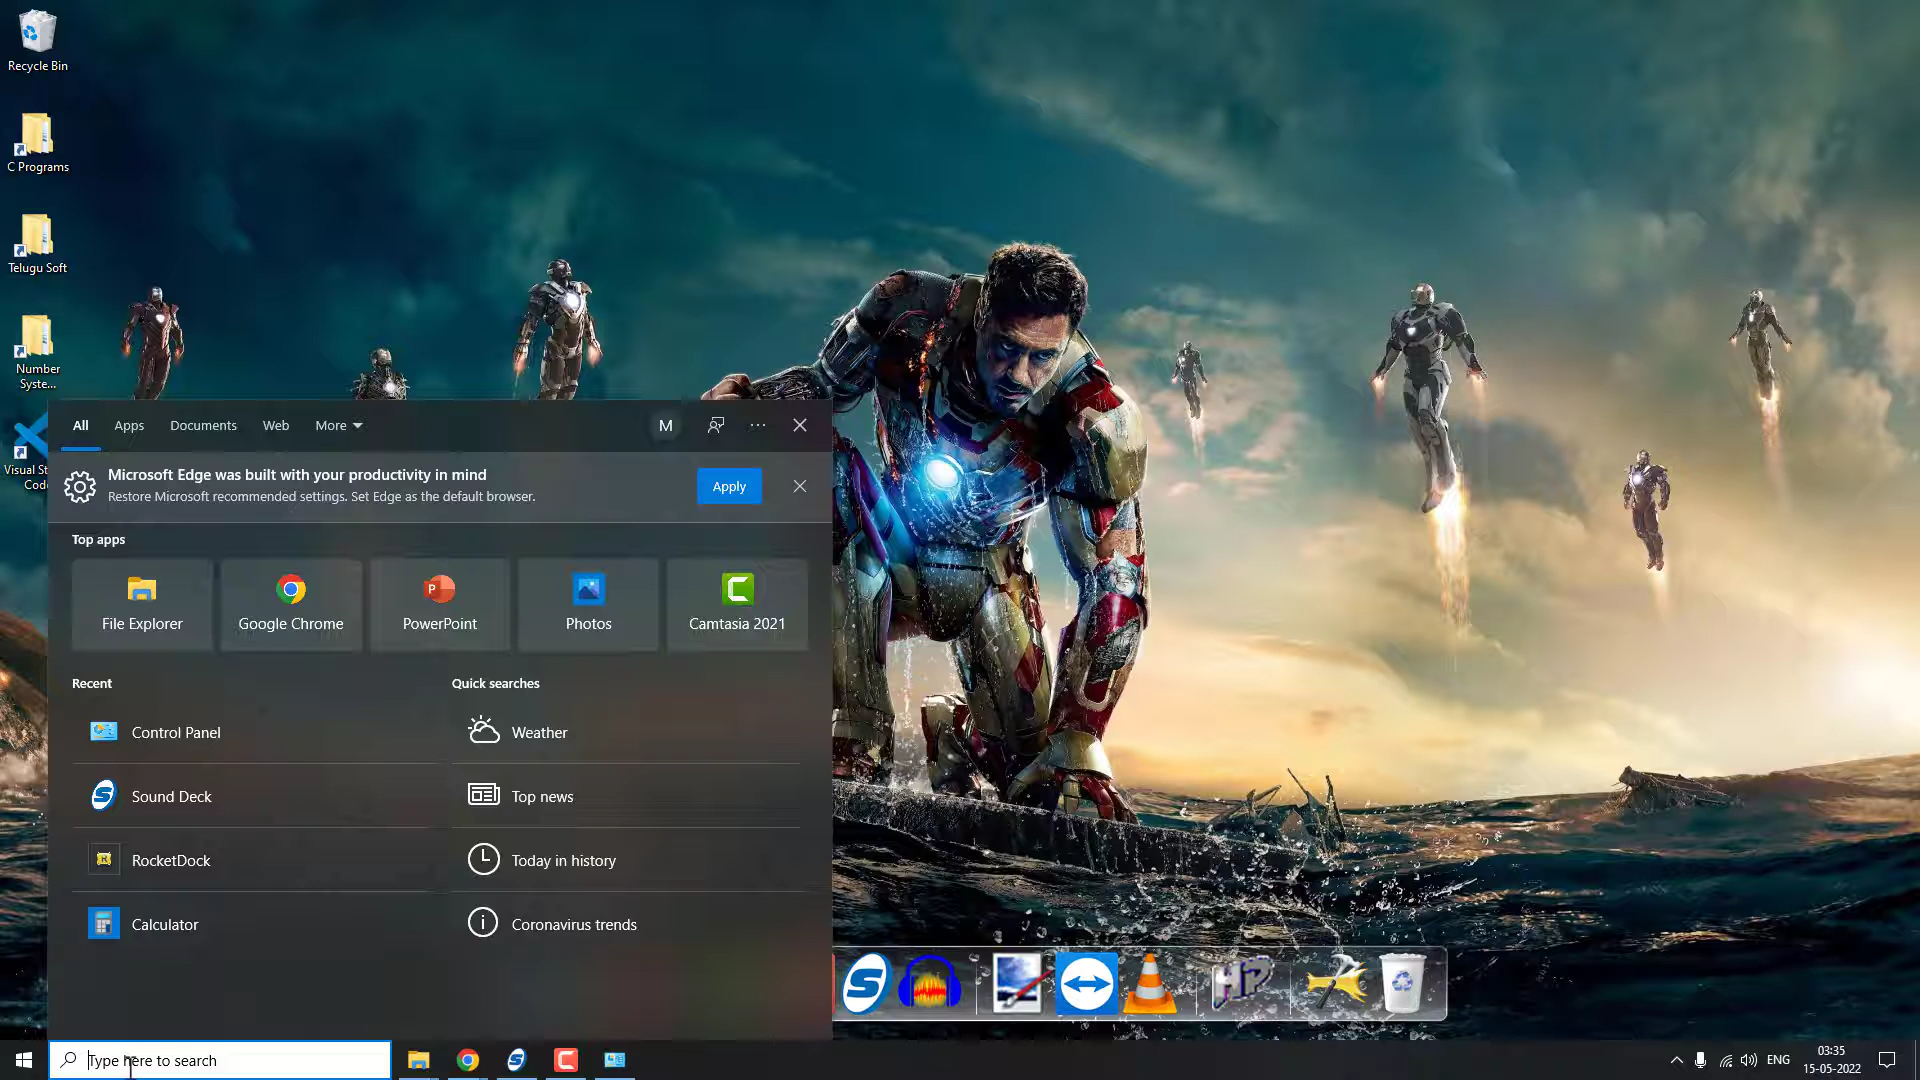 Recycle Bin
C Programs
Telugu Soft
Number
Syste...
Visual St
Code
All Apps Documents Web More M
Microsoft Edge was built with your productivity in mind
Restore Microsoft recommended settings. Set Edge as the default browser.
Apply
Top apps
File Explorer Google Chrome PowerPoint Photos Camtasia 2021
Recent
Quick searches
Control Panel
Weather
Sound Deck
Top news
RocketDock
Today in history
Calculator
Coronavirus trends
HP
Type here to search
ENG
03:35
15-05-2022